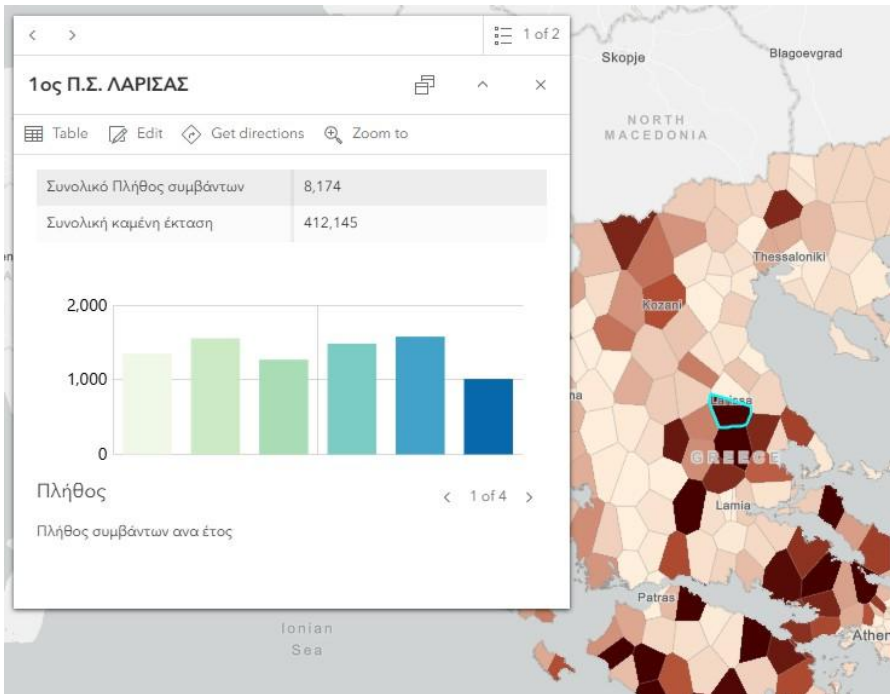 1 of 2
1ος Π.Σ. ΛΑΡΙΣΑΣ
Table Edit Get directions Zoom to
Συνολικό Πλήθος συμβάντων 8,174
Συνολική καμένη έκταση 412,145
2,000
1,000
0
Πλήθος
1 of 4
Πλήθος συμβάντων ανα έτος
Skopje
Blagoevgrad
NORTH
MACEDONIA
Thessaloniki
Kozani
Larissa
GREECE
Lamia
Patras
Ionian
Sea